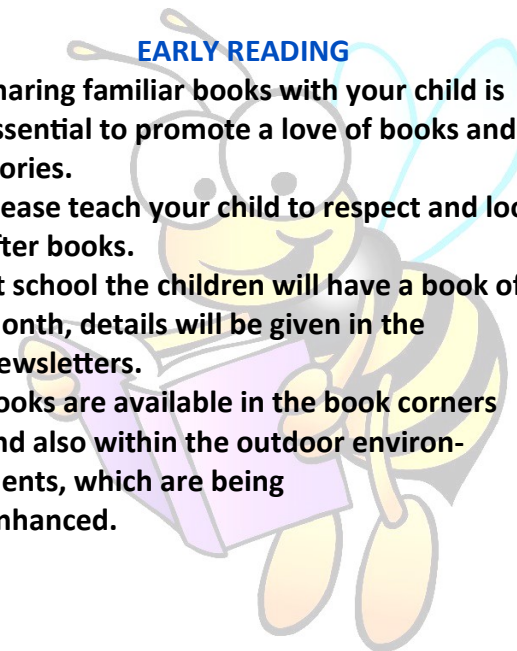 EARLY READING
haring familiar books with your child is
ssential to promote a love of books and
ories.
lease teach your child to respect and loo
fter books.
t school the children will have a book of
onth, details will be given in the
ewsletters.
ooks are available in the book corners
nd also within the outdoor environ-
ents, which are being
nhanced.